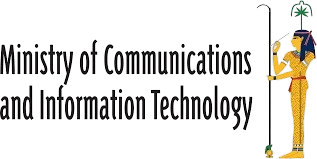 Ministry of Communications
and Information Technology